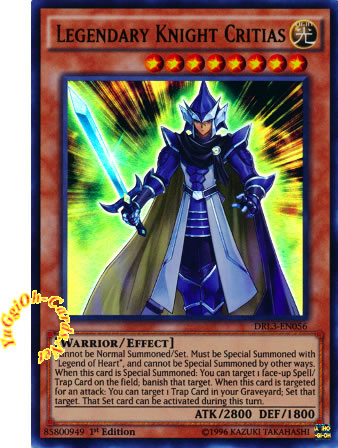 Legendary Knight Critias
光
DRL3-EN056
[Warrior/Effect]
Cannot be Normal Summoned/Set. Must be Special Summoned with
"Legend of Heart", and cannot be Special Summoned by other ways.
When this card is Special Summoned: You can target 1 face-up Spell/
Trap Card on the field; banish that target. When this card is targeted
for an attack: You can target 1 Trap Card in your Graveyard; Set that
target. That Set card can be activated during this turn.
ATK/2800 DEF/1800
85800949 1st Edition ©1996 KAZUKI TAKAHASHI
YuGgiOh-Cards.net